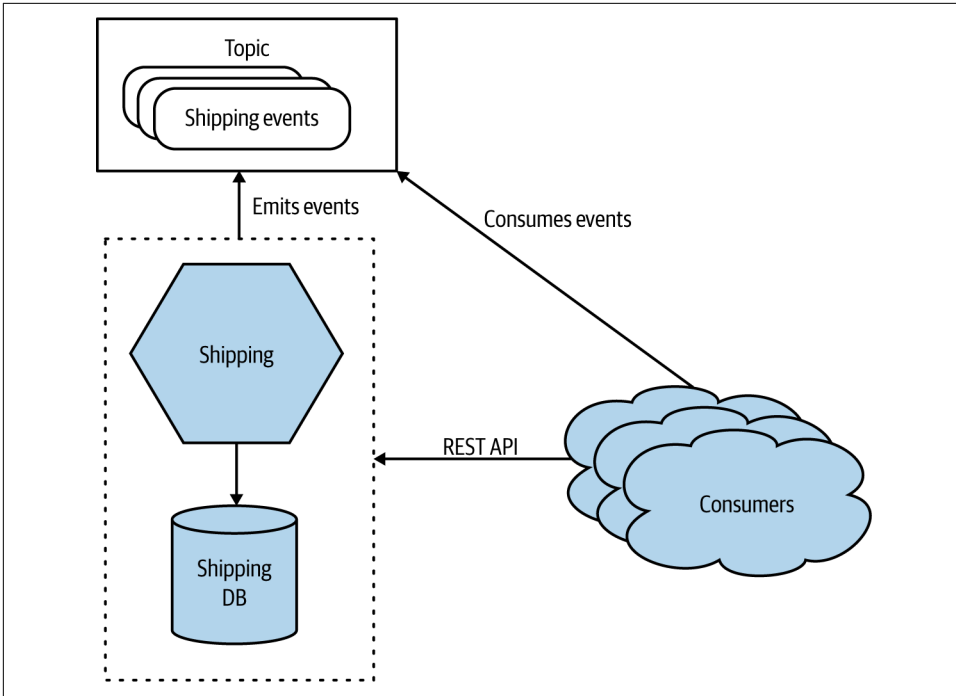 Topic
Shipping events
Emits events
Consumes events
Shipping
REST API
Consumers
Shipping
DB